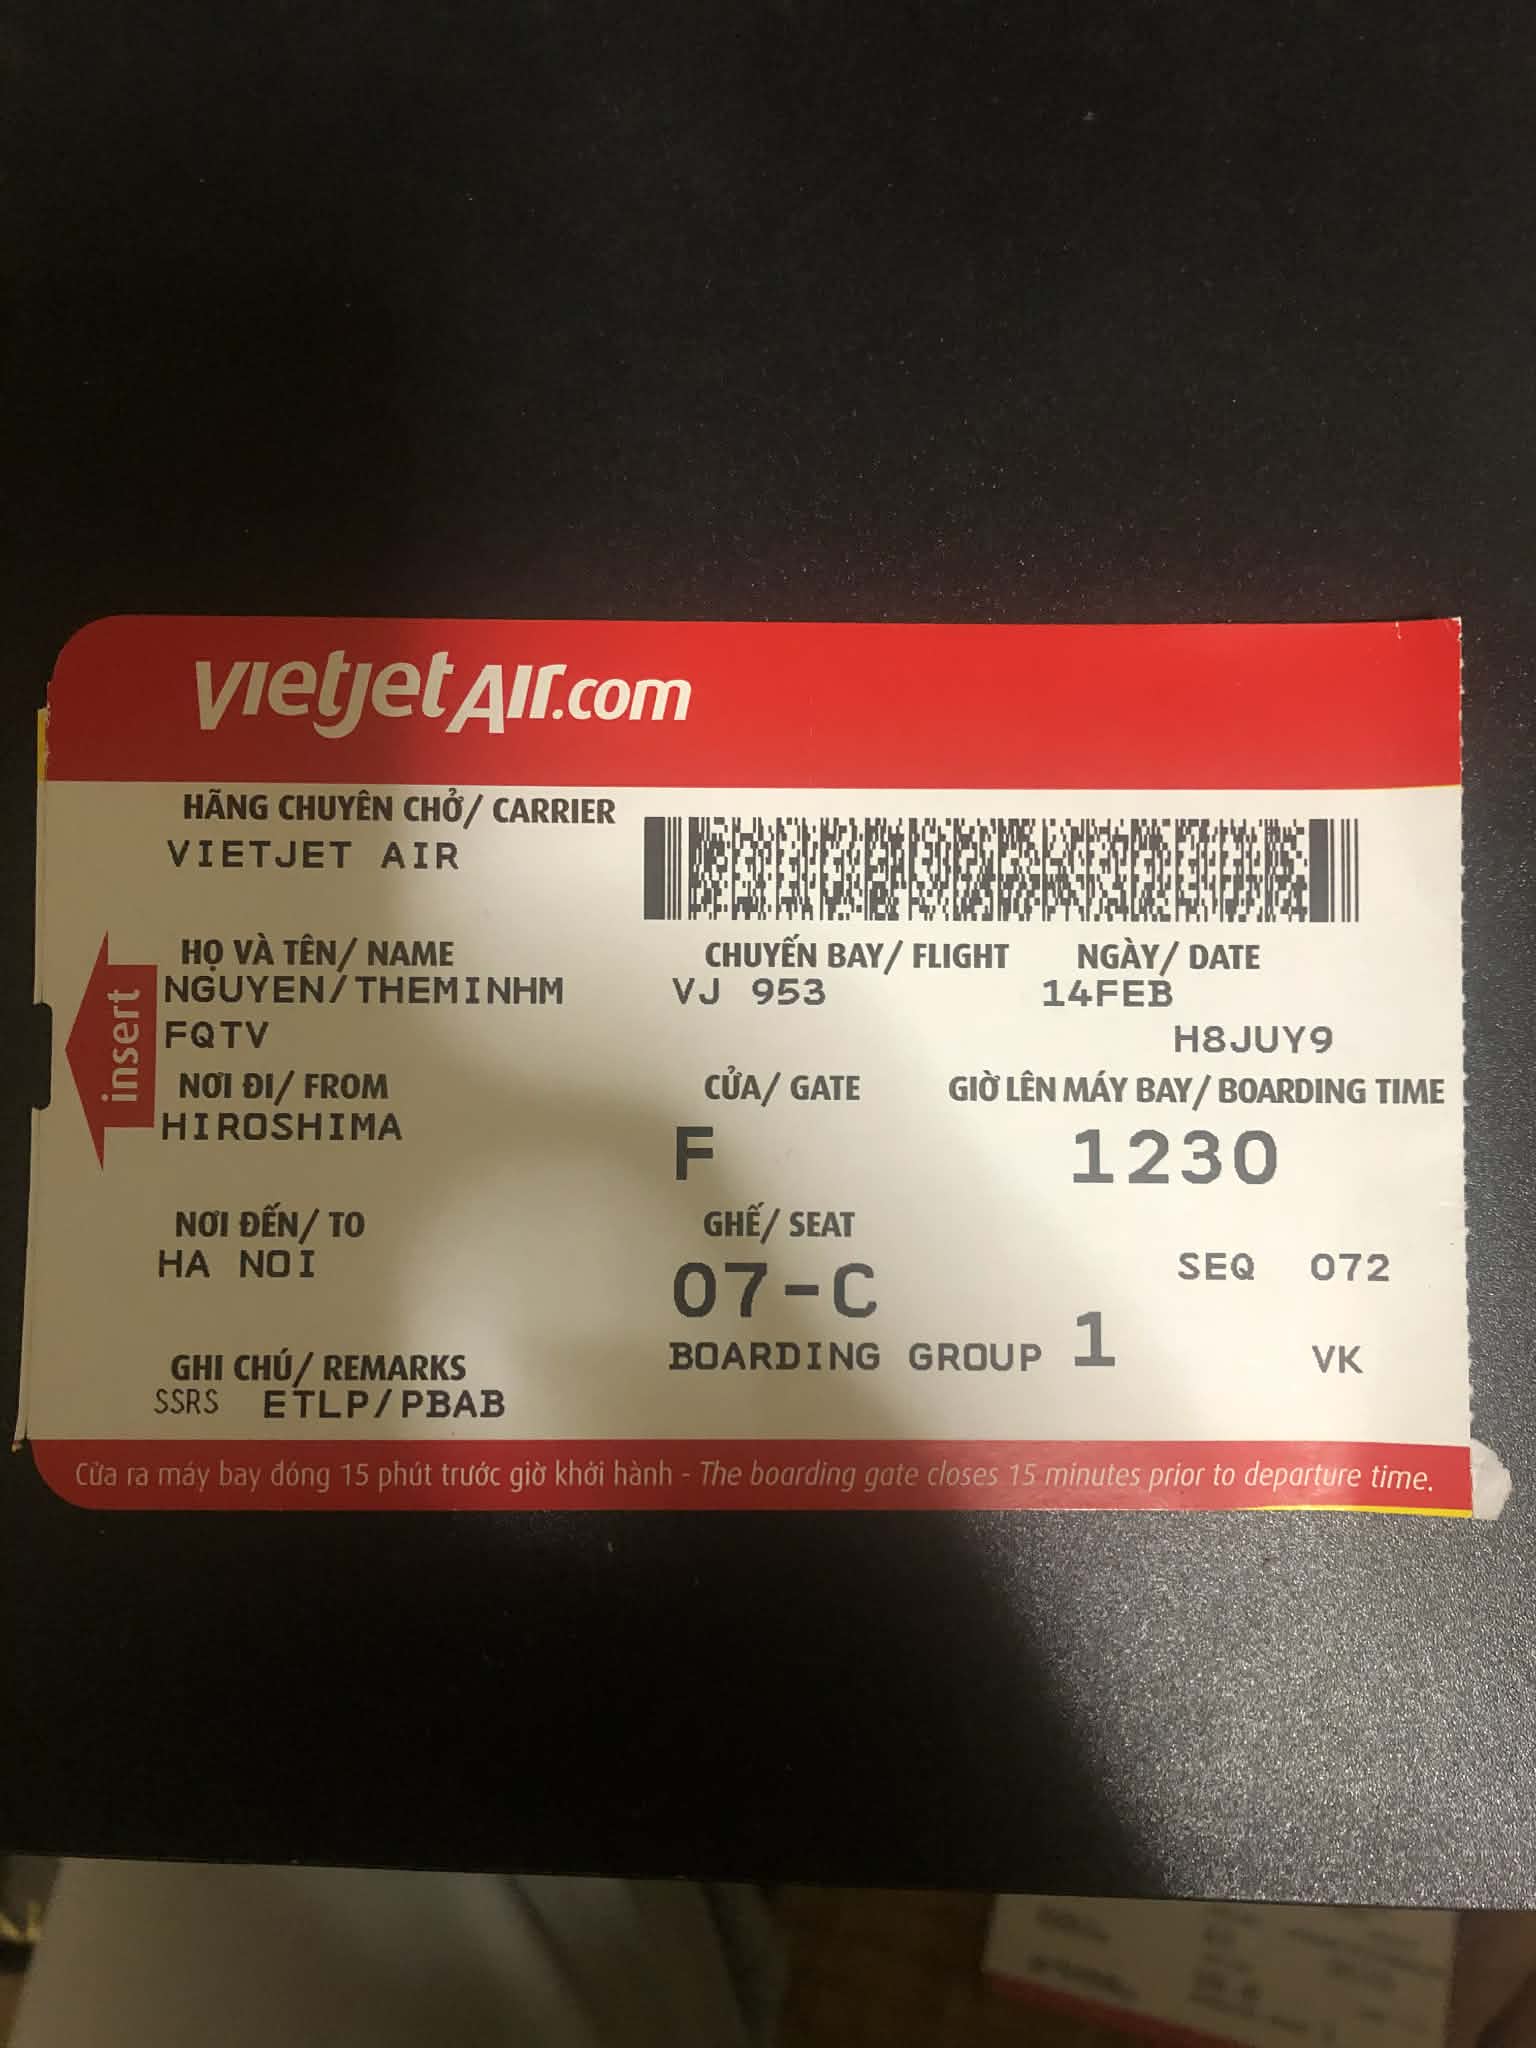 vietjetAir.com
HÃNG CHUYÊN CHỞ/ CARRIER
VIETJET AIR
HỌ VÀ TÊN/ NAME CHUYẾN BAY/ FLIGHT NGÀY/ DATE
NGUYEN/THEMINHM VJ 953 14FEB
FQTV H8JUY9
insert
NƠI ĐI/ FROM CỬA/ GATE GIỜ LÊN MÁY BAY/ BOARDING TIME
HIROSHIMA F 1230
NƠI ĐẾN/ TO GHẾ/ SEAT
HA NOI 07-C SEQ 072
GHI CHÚ/ REMARKS BOARDING GROUP 1 VK
SSRS ETLP/PBAB
Cửa ra máy bay đóng 15 phút trước giờ khởi hành - The boarding gate closes 15 minutes prior to departure time.